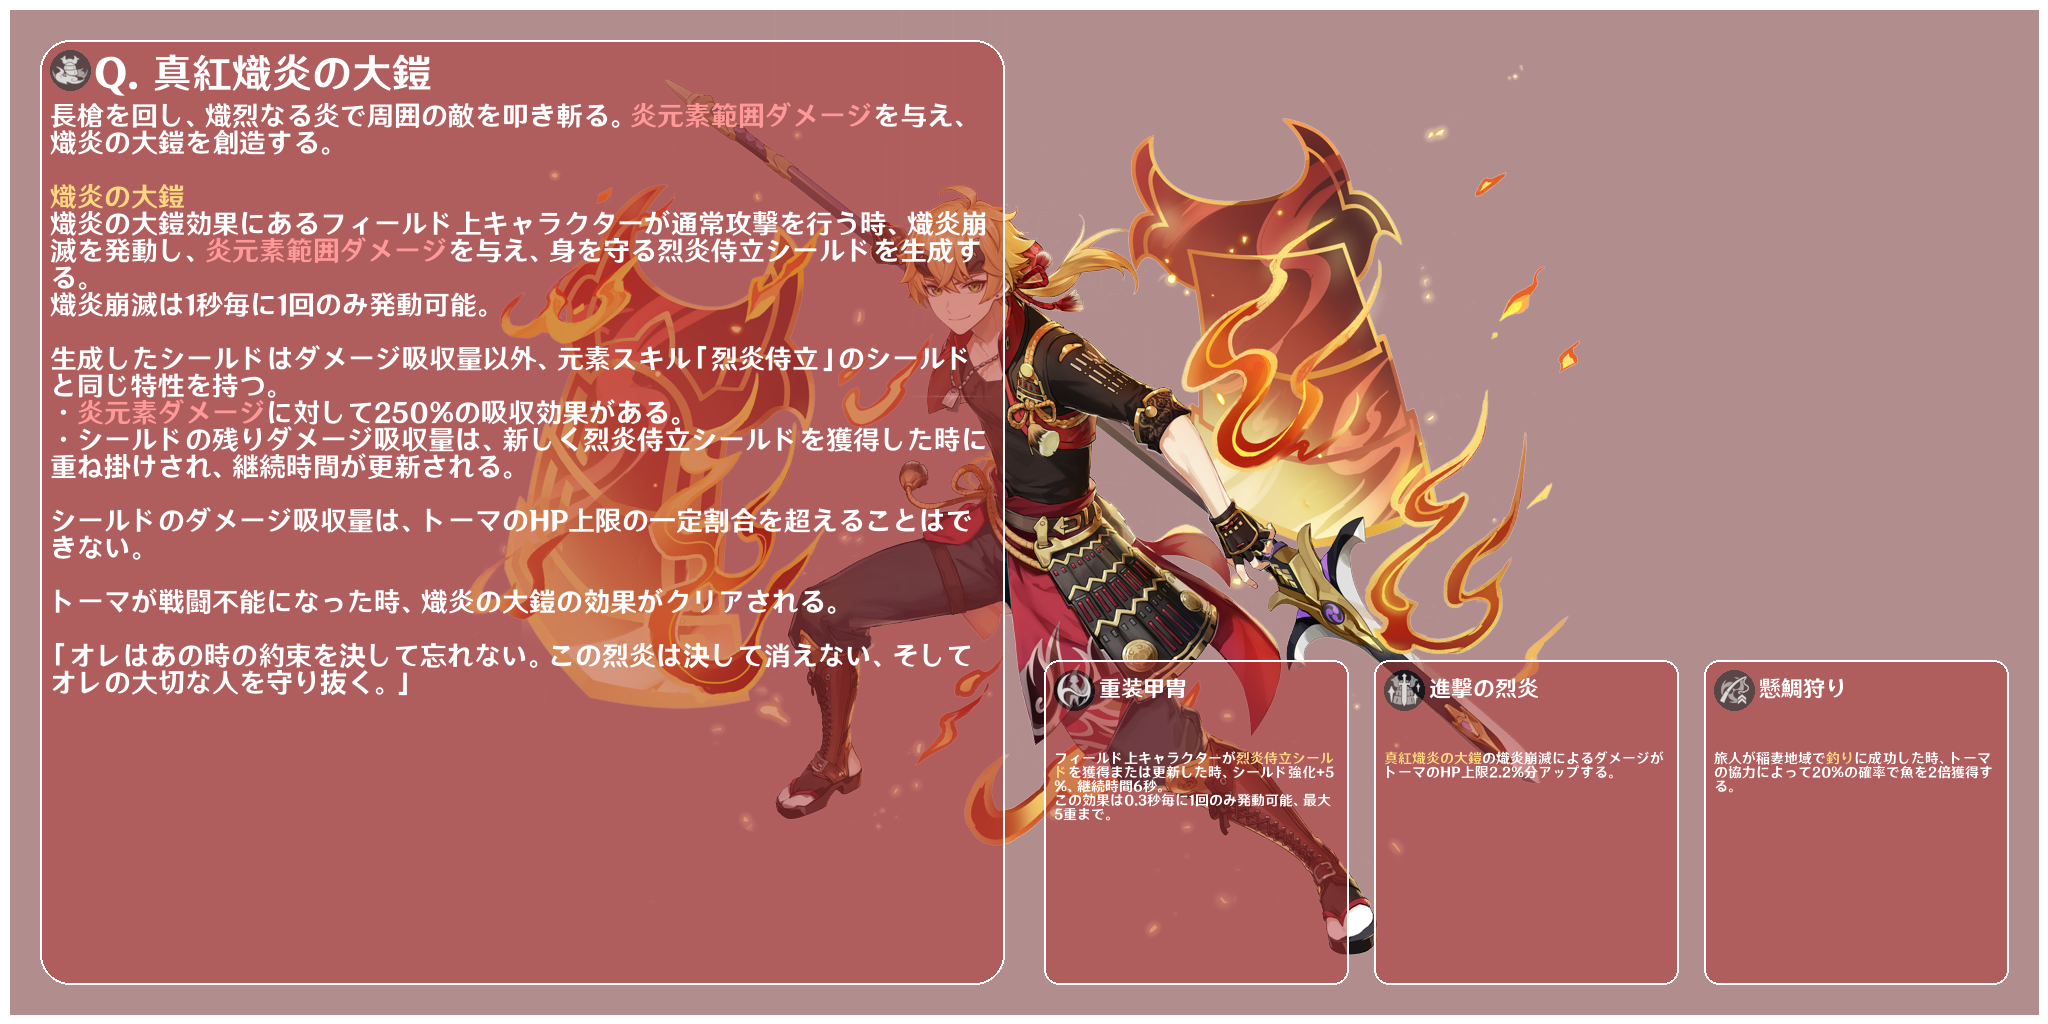 Q. 真紅熾炎の大鎧
長槍を回し、熾烈なる炎で周囲の敵を叩き斬る。炎元素範囲ダメージを与え、
熾炎の大鎧を創造する。
熾炎の大鎧
熾炎の大鎧効果にあるフィールド上キャラクターが通常攻撃を行う時、熾炎崩
滅を発動し、炎元素範囲ダメージを与え、身を守る烈炎侍立シールドを生成す
る。
熾炎崩滅は1秒毎に1回のみ発動可能。
生成したシールドはダメージ吸収量以外、元素スキル「烈炎侍立」のシールド
と同じ特性を持つ。
・炎元素ダメージに対して250%の吸収効果がある。
・シールドの残りダメージ吸収量は、新しく烈炎侍立シールドを獲得した時に
重ね掛けされ、継続時間が更新される。
シールドのダメージ吸収量は、トーマのHP上限の一定割合を超えることはで
きない。
トーマが戦闘不能になった時、熾炎の大鎧の効果がクリアされる。
「オレはあの時の約束を決して忘れない。この烈炎は決して消えない、そして
オレの大切な人を守り抜く。」
重装甲冑
フィールド上キャラクターが烈炎侍立シール
ドを獲得または更新した時、シールド強化+5
%、継続時間6秒。
この効果は0.3秒毎に1回のみ発動可能、最大
5重まで。
進撃の烈炎
真紅熾炎の大鎧の熾炎崩滅によるダメージが
トーマのHP上限2.2%分アップする。
懸鯛狩り
旅人が稲妻地域で釣りに成功した時、トーマ
の協力によって20%の確率で魚を2倍獲得す
る。